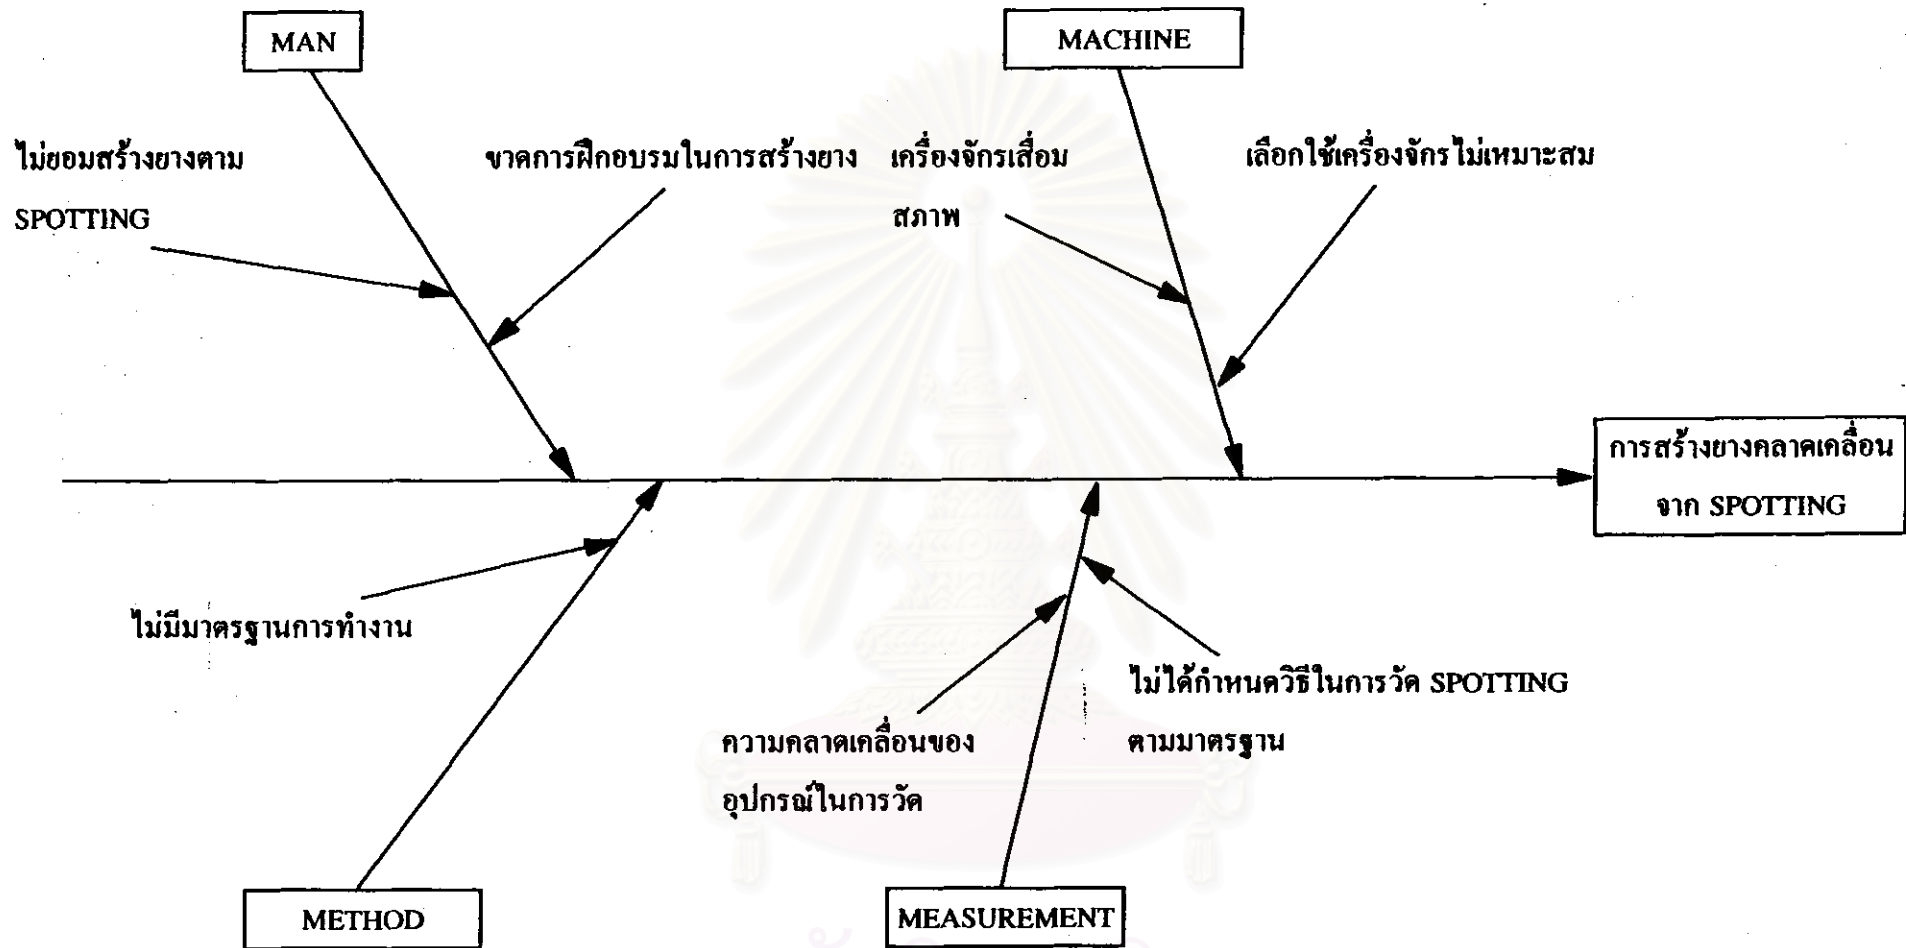 MAN
MACHINE
ไม่ยอมสร้างยางตาม
SPOTTING
ขาดการฝึกอบรมในการสร้างยาง
เครื่องจักรเสื่อม
สภาพ
เลือกใช้เครื่องจักรไม่เหมาะสม
การสร้างยางคลาดเคลื่อน
จาก SPOTTING
ไม่มีมาตรฐานการทำงาน
ความคลาดเคลื่อนของ
อุปกรณ์ในการวัด
ไม่ได้กำหนดวิธีในการวัด SPOTTING
ตามมาตรฐาน
METHOD
MEASUREMENT